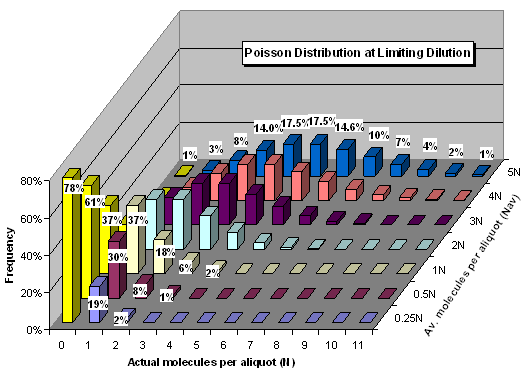 Poisson Distribution at Limiting Dilution
1% 3% 8% 14.0% 17.5% 17.5% 14.6% 10% 7% 4% 2% 1%
80%
60%
40%
20%
0%
Frequency
78% 61% 37% 37%
30% 18% 6% 2%
19% 8% 1%
2%
0 1 2 3 4 5 6 7 8 9 10 11
Actual molecules per aliquot (N)
5N
4N
3N
2N
1N
0.5N
0.25N
Av. molecules per aliquot (Nav)